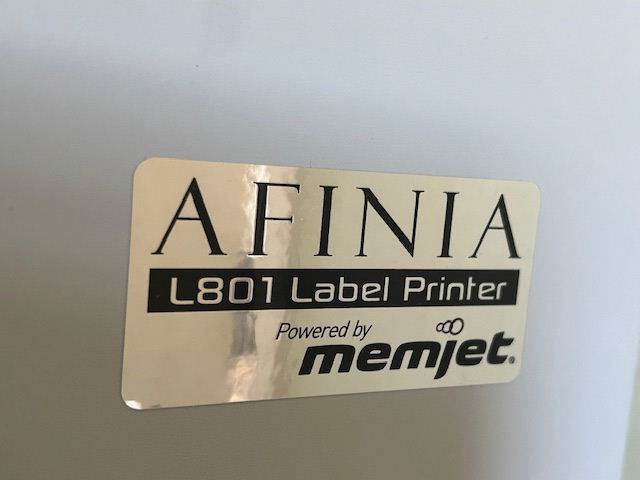 AFINIA
L801 Label Printer
Powered by
memjet®